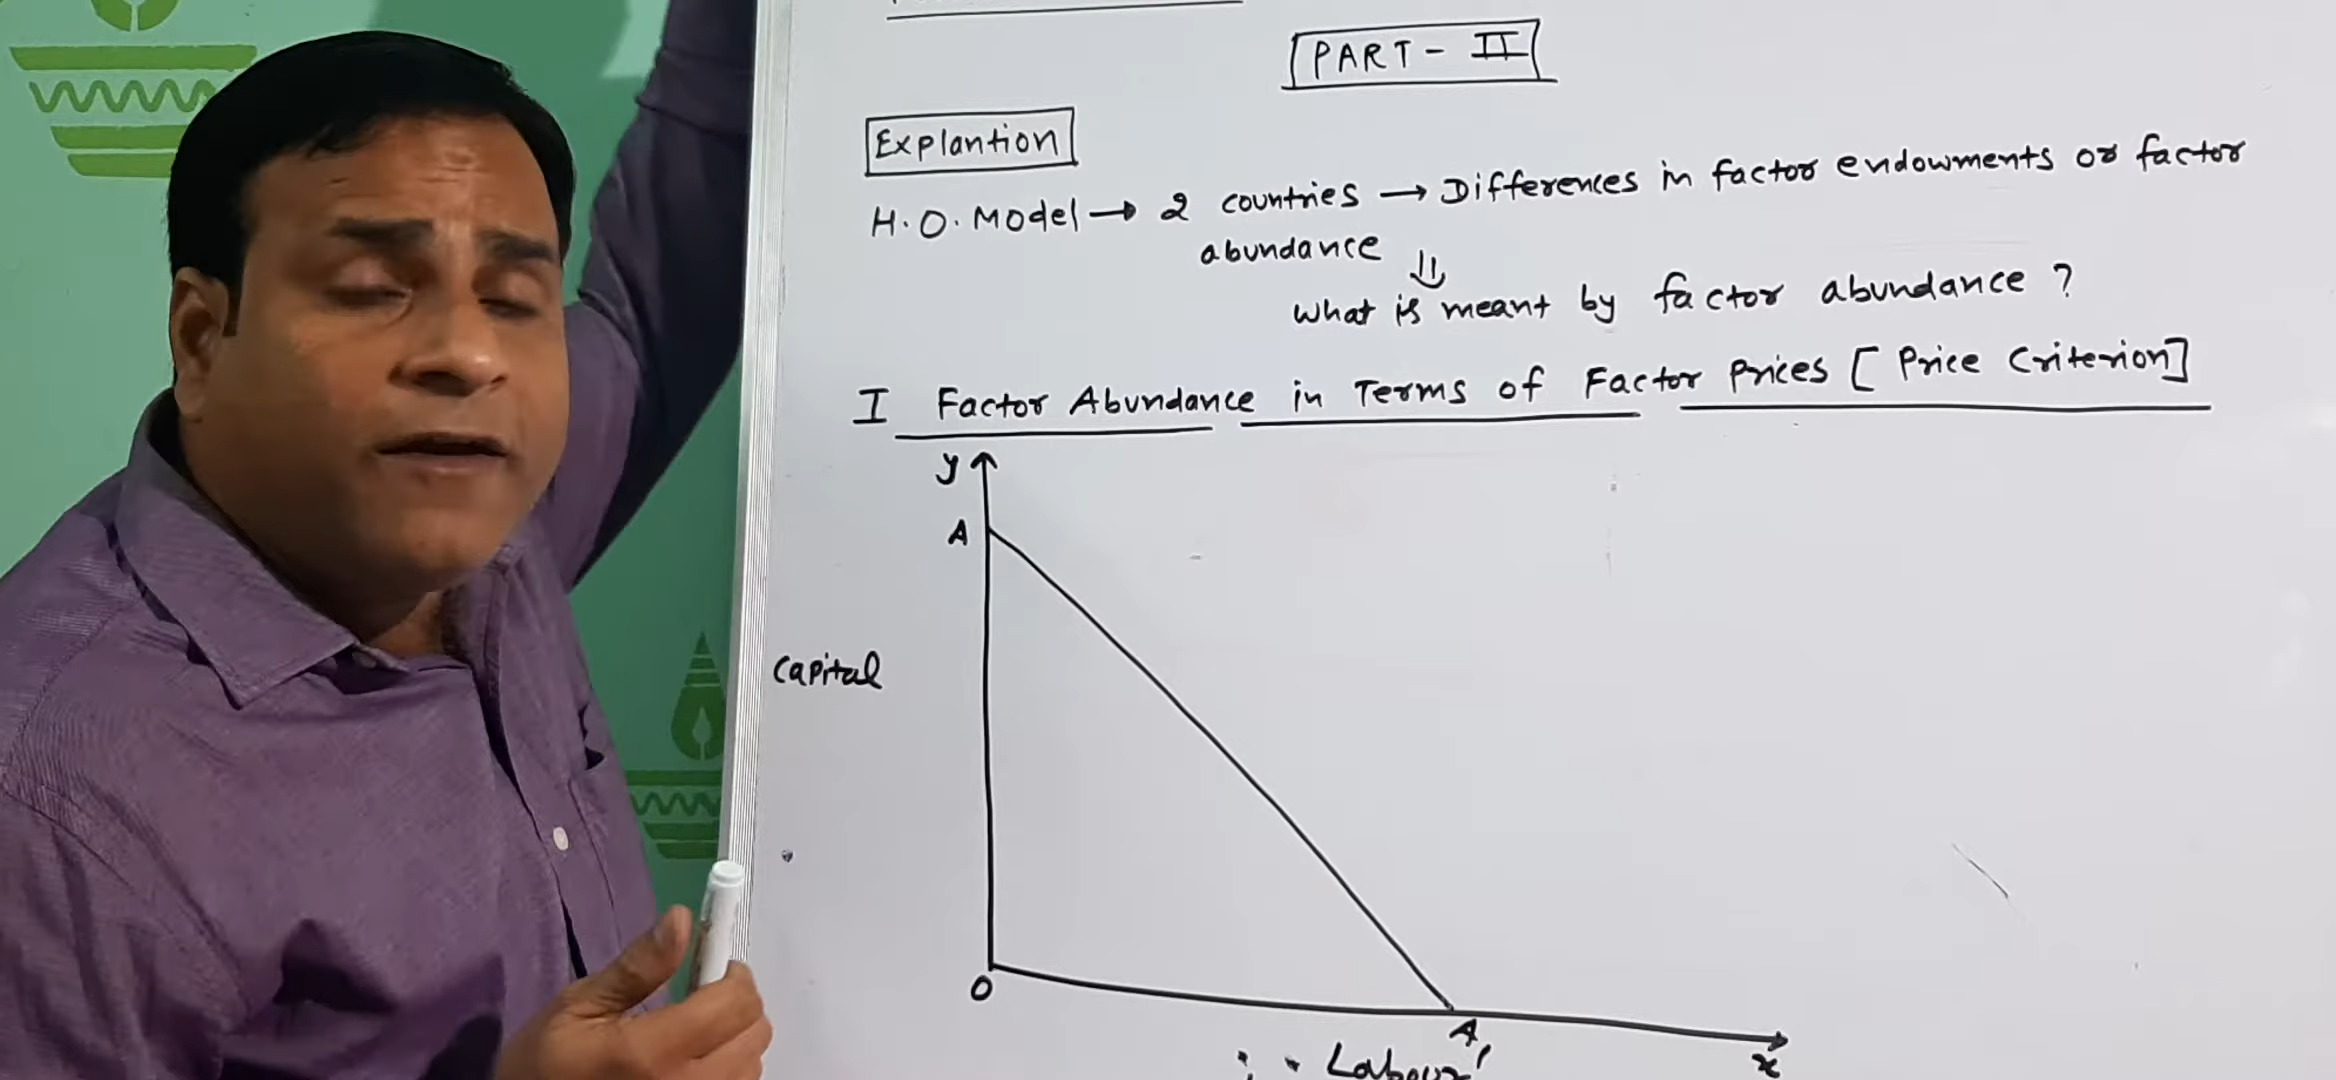 PART - II
Explantion
H.O. Model → 2 countries → Differences in factor endowments or factor
abundance ⇓
what is meant by factor abundance ?
I Factor Abundance in Terms of Factor Prices [ Price Criterion]
y
A
capital
O
A
x
Labour